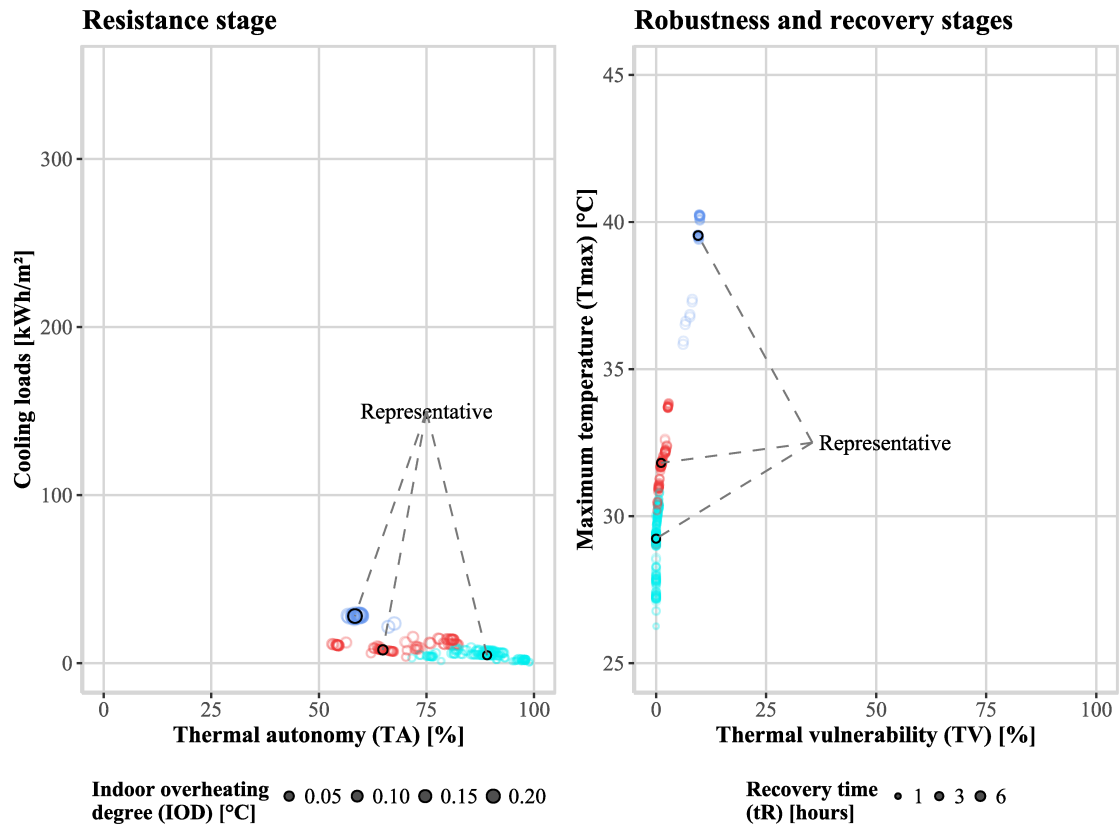 Resistance stage
Robustness and recovery stages
Cooling loads [kWh/m²]
300
200
100
0
Representative
0
25
50
75
100
Thermal autonomy (TA) [%]
Indoor overheating
degree (IOD) [°C]
0.05
0.10
0.15
0.20
Maximum temperature (Tmax) [°C]
45
40
35
30
25
Representative
0
25
50
75
100
Thermal vulnerability (TV) [%]
Recovery time
(tR) [hours]
1
3
6